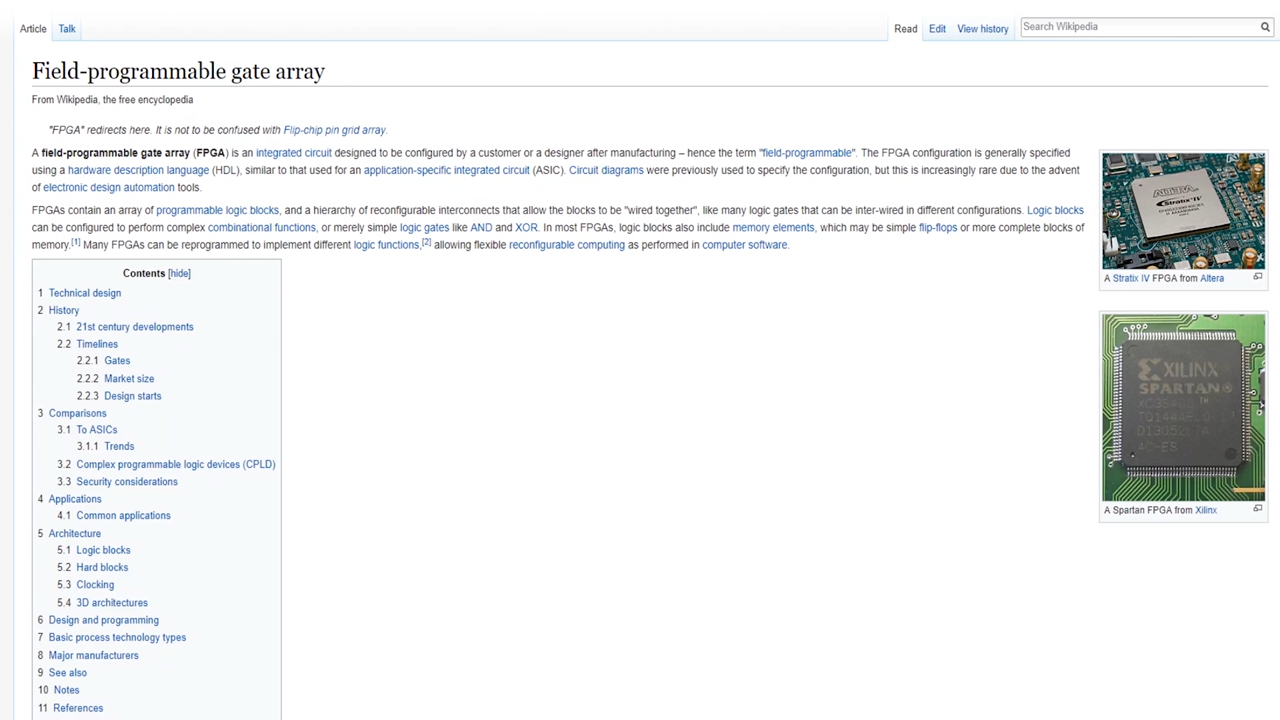 Article Talk Read Edit View history Search Wikipedia
Field-programmable gate array
From Wikipedia, the free encyclopedia
"FPGA" redirects here. It is not to be confused with Flip-chip pin grid array.
A field-programmable gate array (FPGA) is an integrated circuit designed to be configured by a customer or a designer after manufacturing – hence the term "field-programmable". The FPGA configuration is generally specified
using a hardware description language (HDL), similar to that used for an application-specific integrated circuit (ASIC). Circuit diagrams were previously used to specify the configuration, but this is increasingly rare due to the advent
of electronic design automation tools.
FPGAs contain an array of programmable logic blocks, and a hierarchy of reconfigurable interconnects that allow the blocks to be "wired together", like many logic gates that can be inter-wired in different configurations. Logic blocks
can be configured to perform complex combinational functions, or merely simple logic gates like AND and XOR. In most FPGAs, logic blocks also include memory elements, which may be simple flip-flops or more complete blocks of
memory.[1] Many FPGAs can be reprogrammed to implement different logic functions,[2] allowing flexible reconfigurable computing as performed in computer software.
Contents [hide]
1 Technical design
2 History
2.1 21st century developments
2.2 Timelines
2.2.1 Gates
2.2.2 Market size
2.2.3 Design starts
3 Comparisons
3.1 To ASICs
3.1.1 Trends
3.2 Complex programmable logic devices (CPLD)
3.3 Security considerations
4 Applications
4.1 Common applications
5 Architecture
5.1 Logic blocks
5.2 Hard blocks
5.3 Clocking
5.4 3D architectures
6 Design and programming
7 Basic process technology types
8 Major manufacturers
9 See also
10 Notes
11 References
ALTERA
Stratix IV
A Stratix IV FPGA from Altera
XILINX
SPARTAN
A Spartan FPGA from Xilinx